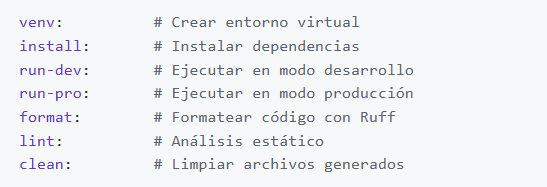 venv:          # Crear entorno virtual
install:       # Instalar dependencias
run-dev:       # Ejecutar en modo desarrollo
run-pro:       # Ejecutar en modo producción
format:        # Formatear código con Ruff
lint:          # Análisis estático
clean:         # Limpiar archivos generados